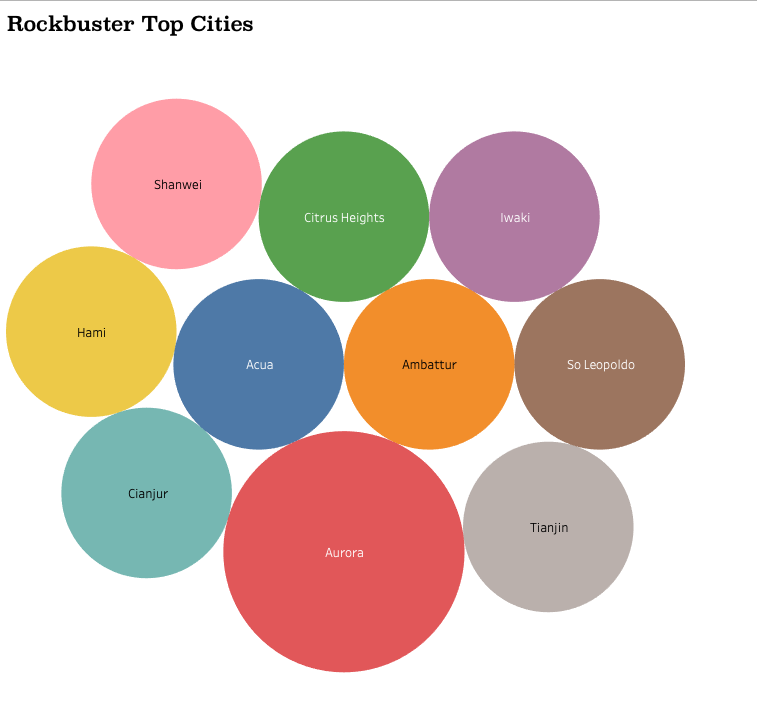 Rockbuster Top Cities
Shanwei
Citrus Heights
Iwaki
Hami
Acua
Ambattur
So Leopoldo
Cianjur
Tianjin
Aurora